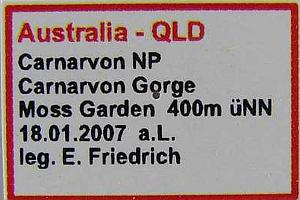 Australia - QLD
Carnarvon NP
Carnarvon Gorge
Moss Garden 400m üNN
18.01.2007 a.L.
leg. E. Friedrich